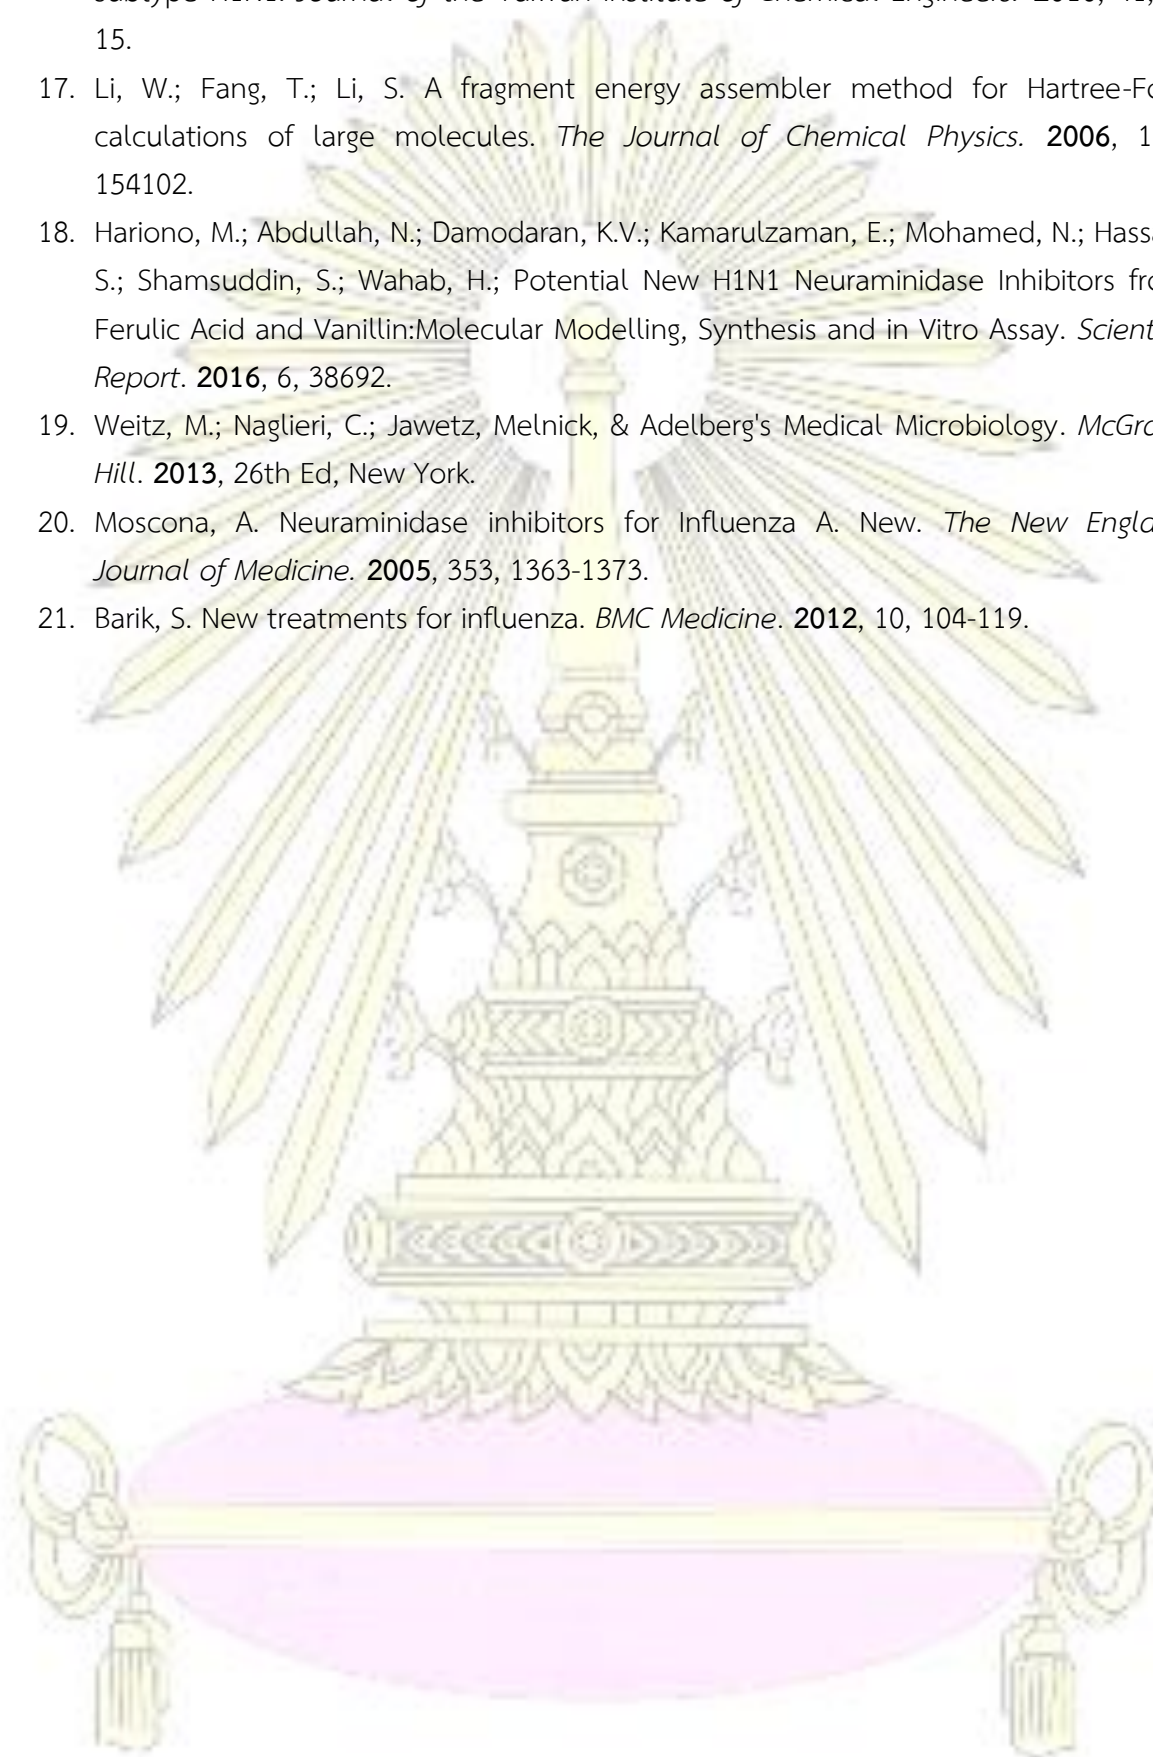 subtype H1N1. Journal of the Taiwan Institute of Chemical Engineers.
15.
17. Li, W.; Fang, T.; Li, S. A fragment energy assembler method for Hartree-Fo
calculations of large molecules. The Journal of Chemical Physics. 2006, 1
154102.
18. Hariono, M.; Abdullah, N.; Damodaran, K.V.; Kamarulzaman, E.; Mohamed, N.; Hassa
S.; Shamsuddin, S.; Wahab, H.; Potential New H1N1 Neuraminidase Inhibitors fro
Ferulic Acid and Vanillin:Molecular Modelling, Synthesis and in Vitro Assay. Scient
Report. 2016, 6, 38692.
19. Weitz, M.; Naglieri, C.; Jawetz, Melnick, & Adelberg's Medical Microbiology. McGra
Hill. 2013, 26th Ed, New York.
20. Moscona, A. Neuraminidase inhibitors for Influenza A. New. The New Engla
Journal of Medicine. 2005, 353, 1363-1373.
21. Barik, S. New treatments for influenza. BMC Medicine. 2012, 10, 104-119.